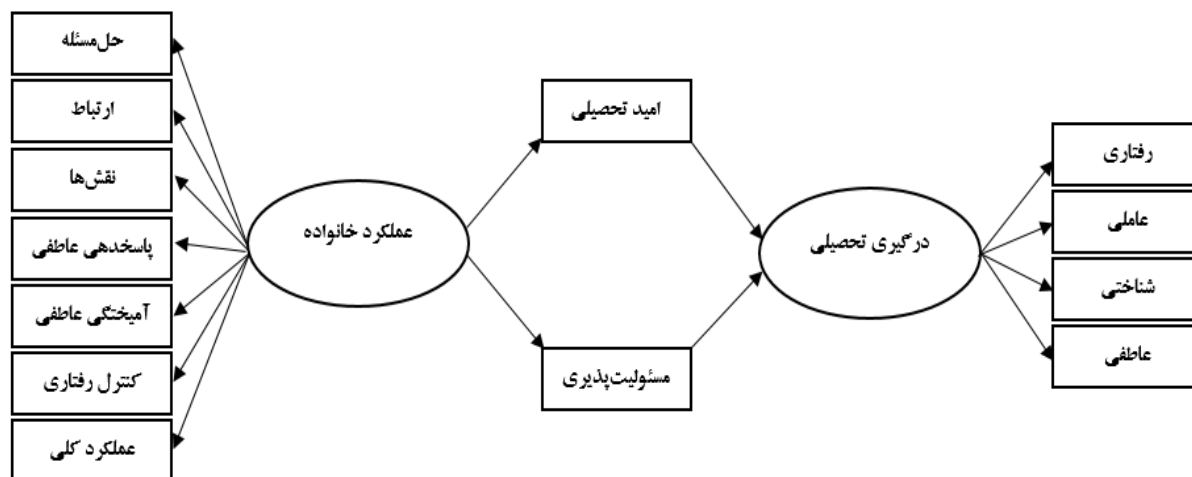 حل‌مسئله
ارتباط
نقش‌ها
پاسخدهی عاطفی
آمیختگی عاطفی
کنترل رفتاری
عملکرد کلی
عملکرد خانواده
امید تحصیلی
مسئولیت‌پذیری
درگیری تحصیلی
رفتاری
عاملی
شناختی
عاطفی